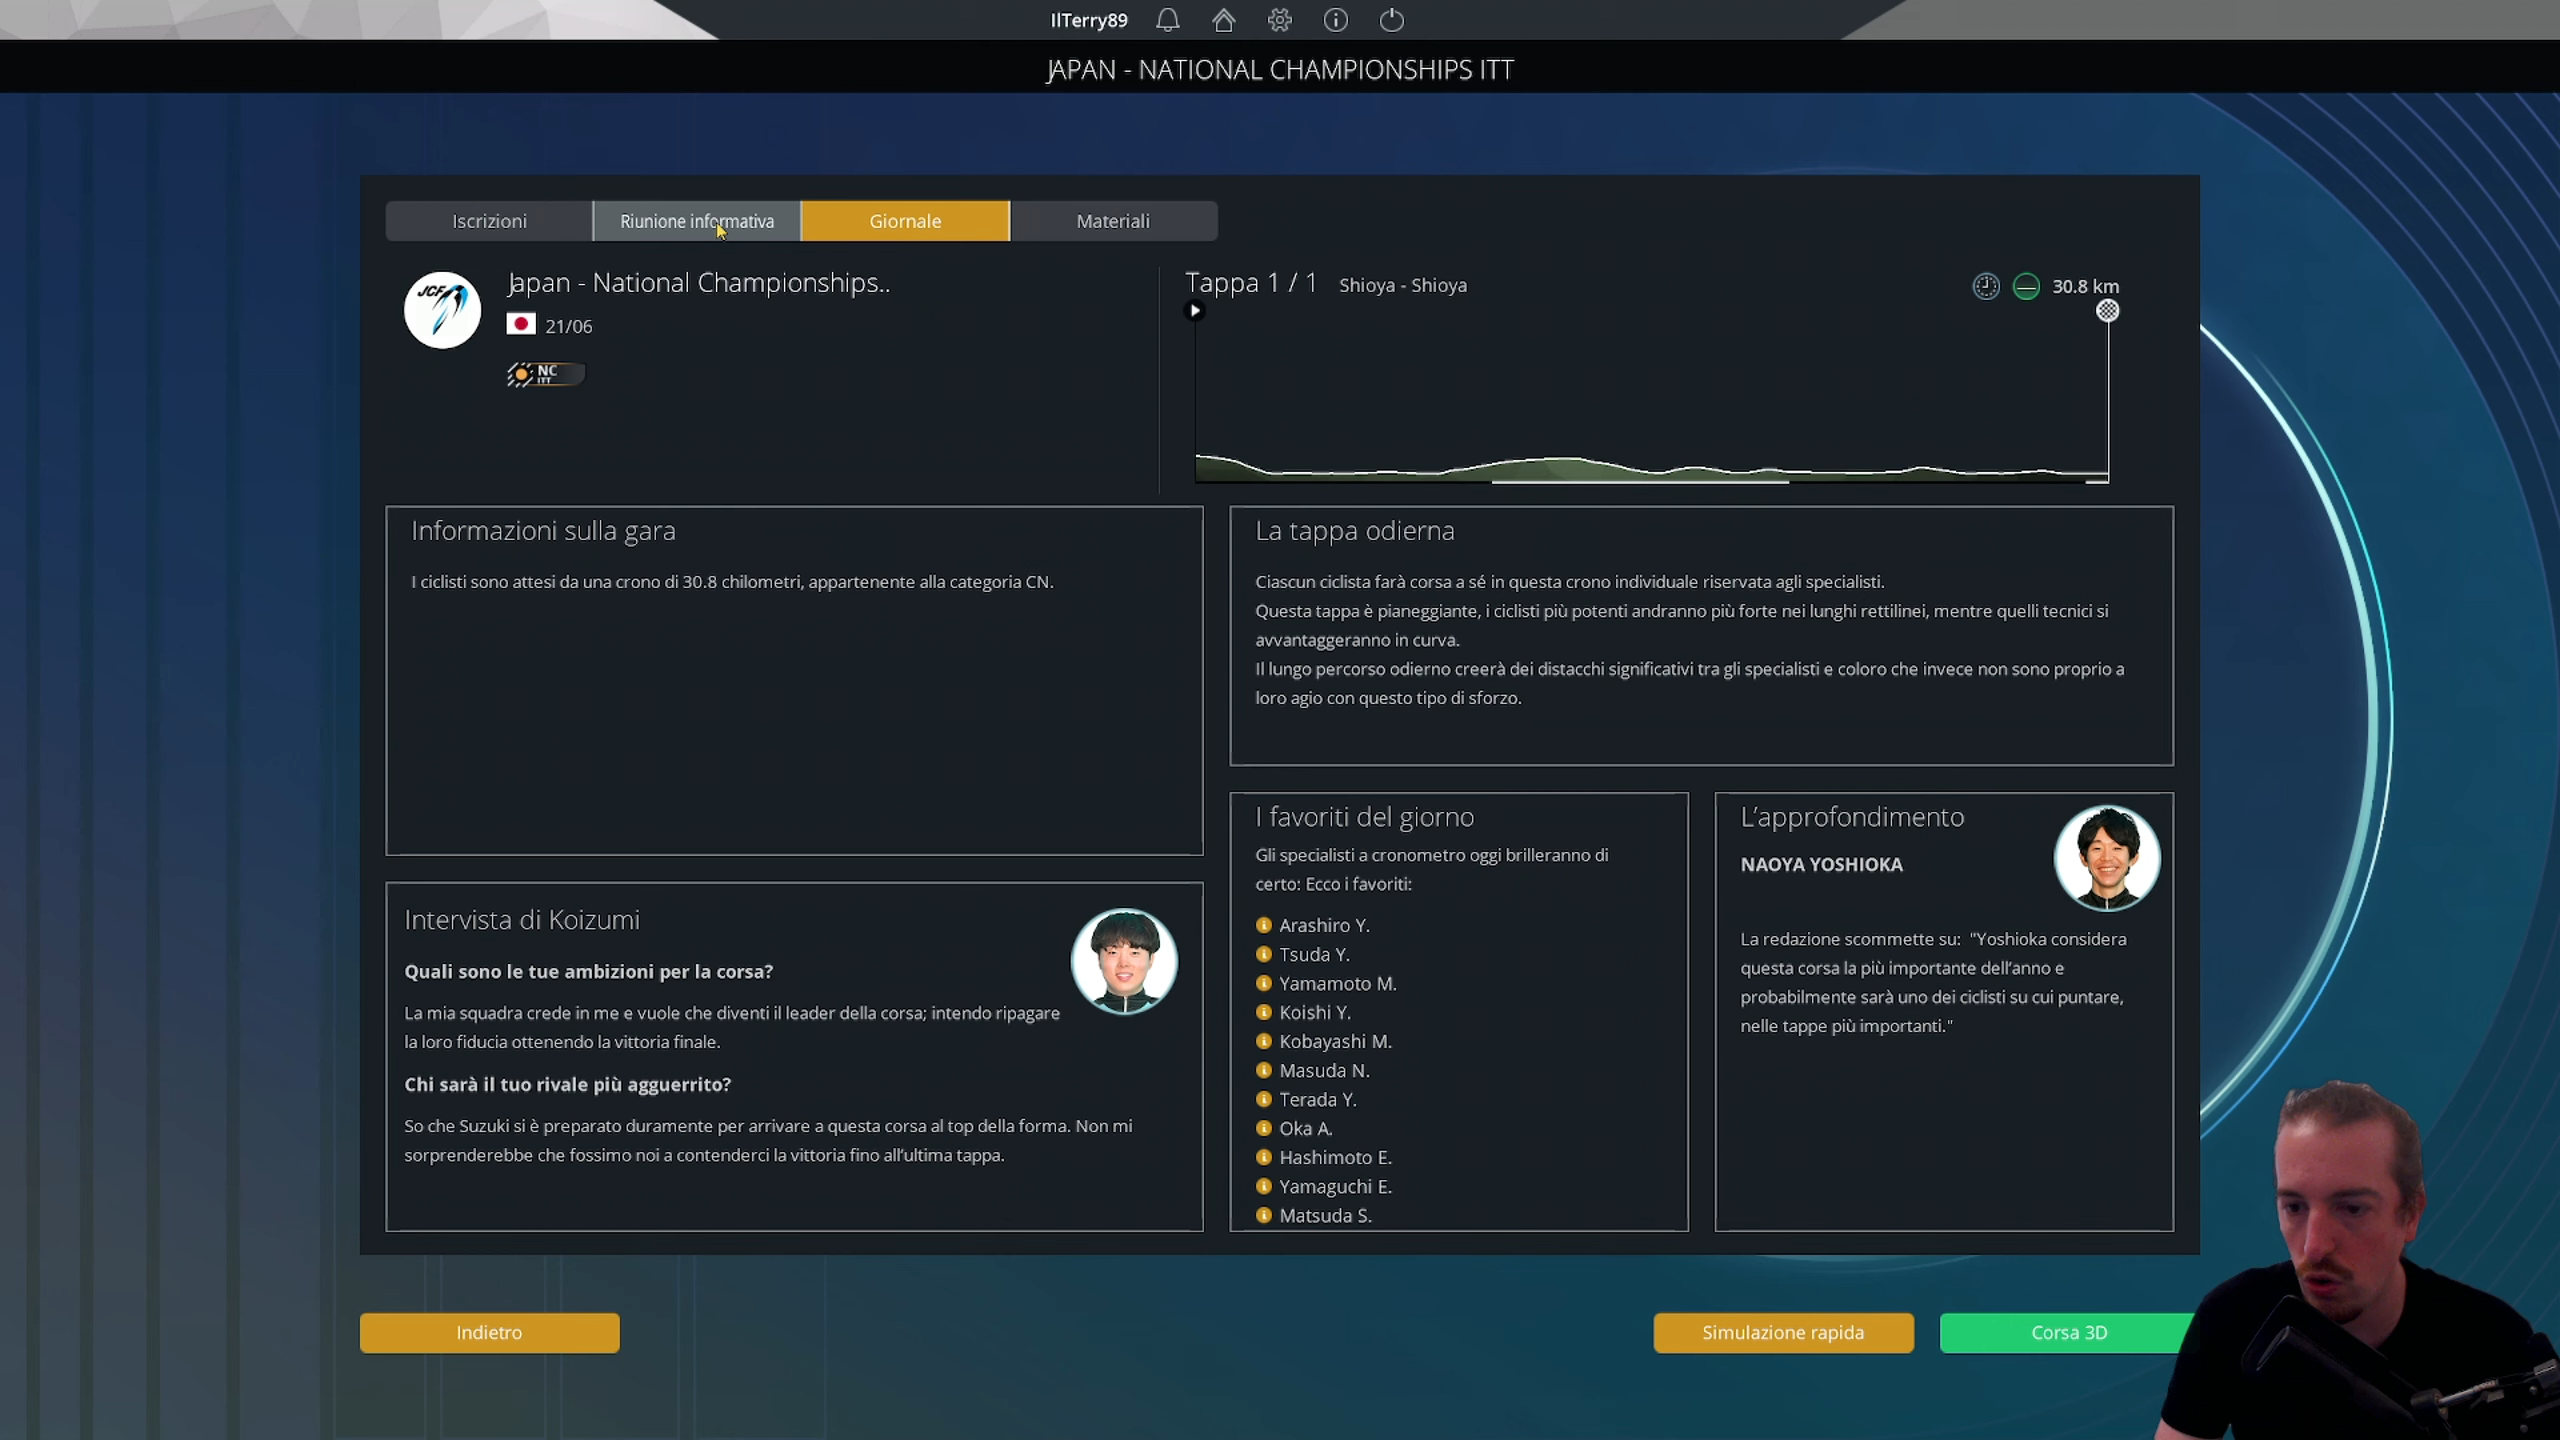 IlTerry89
JAPAN - NATIONAL CHAMPIONSHIPS ITT
Iscrizioni
Riunione informativa
Giornale
Materiali
JCF
Japan - National Championships..
21/06
NC
ITT
Tappa 1 / 1
Shioya - Shioya
30.8 km
Informazioni sulla gara
I ciclisti sono attesi da una crono di 30.8 chilometri, appartenente alla categoria CN.
La tappa odierna
Ciascun ciclista farà corsa a sé in questa crono individuale riservata agli specialisti.
Questa tappa è pianeggiante, i ciclisti più potenti andranno più forte nei lunghi rettilinei, mentre quelli tecnici si
avvantaggeranno in curva.
Il lungo percorso odierno creerà dei distacchi significativi tra gli specialisti e coloro che invece non sono proprio a
loro agio con questo tipo di sforzo.
Intervista di Koizumi
Quali sono le tue ambizioni per la corsa?
La mia squadra crede in me e vuole che diventi il leader della corsa; intendo ripagare
la loro fiducia ottenendo la vittoria finale.
Chi sarà il tuo rivale più agguerrito?
So che Suzuki si è preparato duramente per arrivare a questa corsa al top della forma. Non mi
sorprenderebbe che fossimo noi a contenderci la vittoria fino all'ultima tappa.
I favoriti del giorno
Gli specialisti a cronometro oggi brilleranno di
certo: Ecco i favoriti:
Arashiro Y.
Tsuda Y.
Yamamoto M.
Koishi Y.
Kobayashi M.
Masuda N.
Terada Y.
Oka A.
Hashimoto E.
Yamaguchi E.
Matsuda S.
L'approfondimento
NAOYA YOSHIOKA
La redazione scommette su: "Yoshioka considera
questa corsa la più importante dell'anno e
probabilmente sarà uno dei ciclisti su cui puntare,
nelle tappe più importanti."
Indietro
Simulazione rapida
Corsa 3D